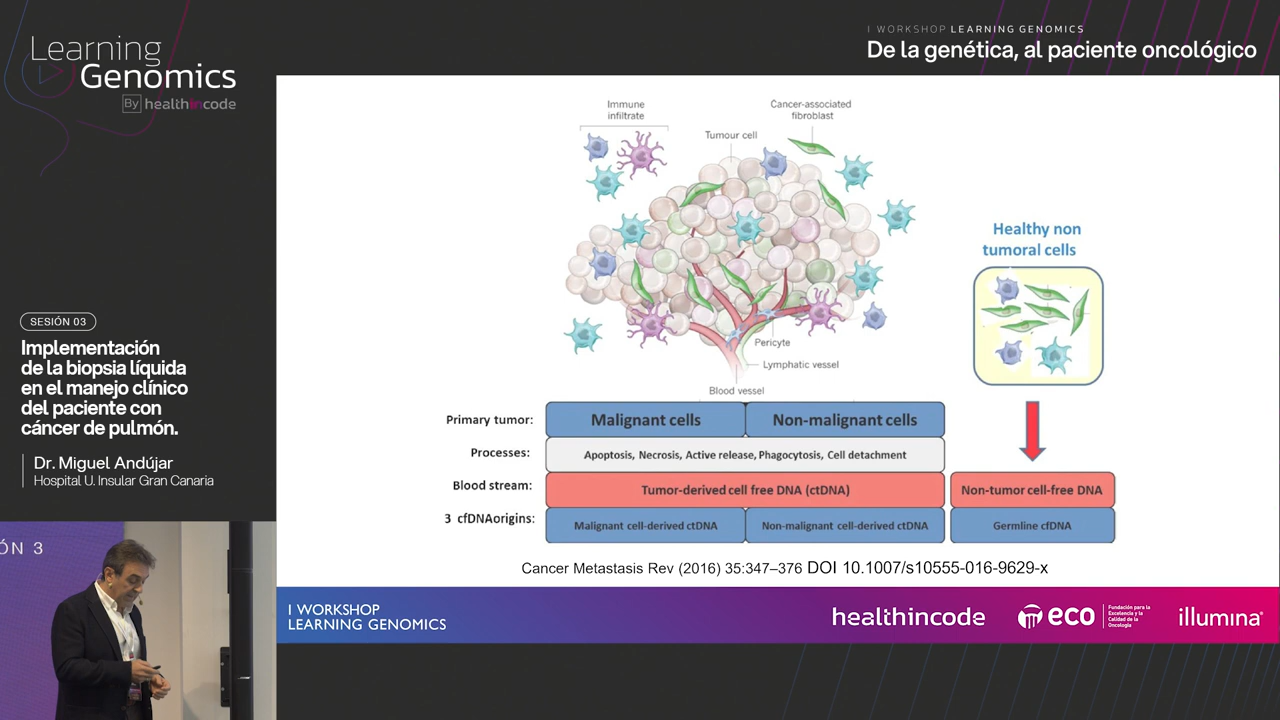 Learning
Genomics
By healthincode
I WORKSHOP LEARNING GENOMICS
De la genética, al paciente oncológico
SESIÓN 03
Implementación
de la biopsia líquida
en el manejo clínico
del paciente con
cáncer de pulmón.
Dr. Miguel Andújar
Hospital U. Insular Gran Canaria
ÓN 3
Immune
infiltrate
Cancer-associated
fibroblast
Tumour cell
Healthy non
tumoral cells
Pericyte
Lymphatic vessel
Blood vessel
Primary tumor: Malignant cells Non-malignant cells
Processes: Apoptosis, Necrosis, Active release, Phagocytosis, Cell detachment
Blood stream: Tumor-derived cell free DNA (ctDNA) Non-tumor cell-free DNA
3 cfDNAorigins: Malignant cell-derived ctDNA Non-malignant cell-derived ctDNA Germline cfDNA
Cancer Metastasis Rev (2016) 35:347–376 DOI 10.1007/s10555-016-9629-x
I WORKSHOP
LEARNING GENOMICS
healthincode
eco
Fundación para la
Excelencia y la
Calidad de la
Oncología
illumina®